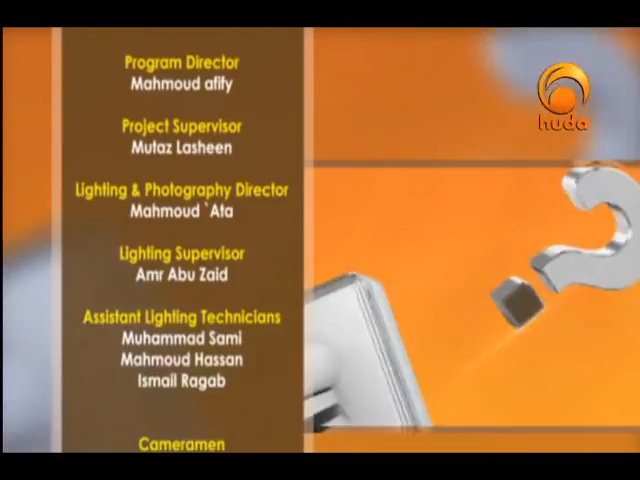 Program Director
Mahmoud afify
Project Supervisor
Mutaz Lasheen
Lighting & Photography Director
Mahmoud `Ata
Lighting Supervisor
Amr Abu Zaid
Assistant Lighting Technicians
Muhammad Sami
Mahmoud Hassan
Ismail Ragab
Cameramen
huda